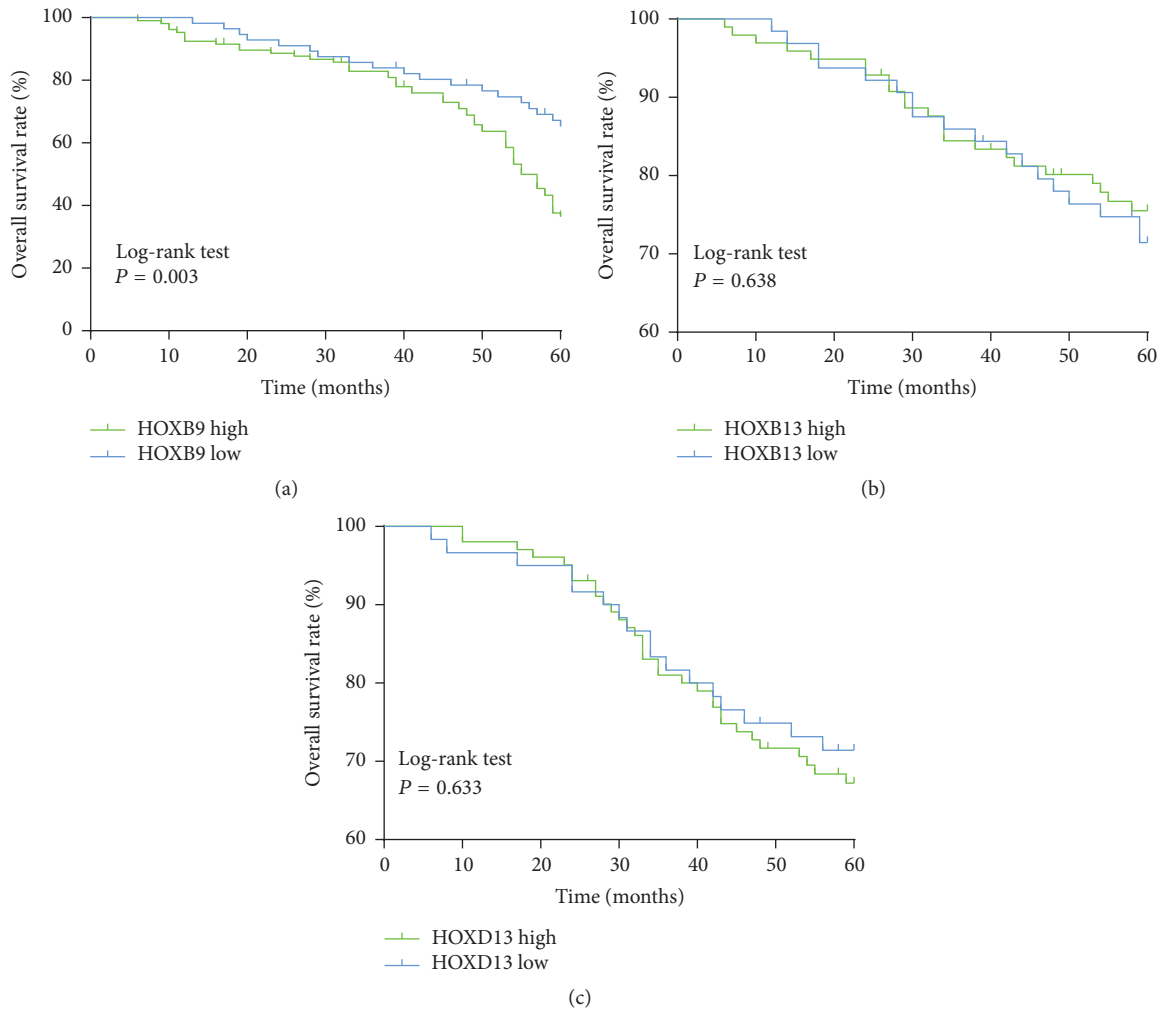 100
80
60
40
20
0
Overall survival rate (%)
Log-rank test
P = 0.003
0 10 20 30 40 50 60
Time (months)
HOXB9 high
HOXB9 low
(a)
100
90
80
70
60
Overall survival rate (%)
Log-rank test
P = 0.638
0 10 20 30 40 50 60
Time (months)
HOXB13 high
HOXB13 low
(b)
100
90
80
70
60
Overall survival rate (%)
Log-rank test
P = 0.633
0 10 20 30 40 50 60
Time (months)
HOXD13 high
HOXD13 low
(c)